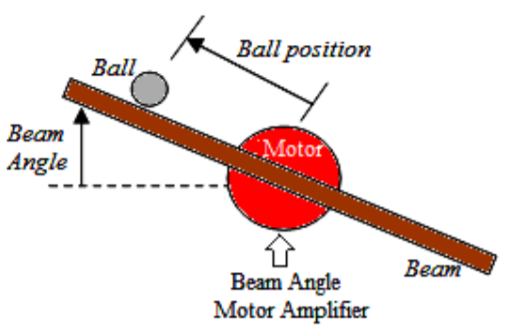 Ball position
Ball
Beam
Angle
Motor
Beam
Beam Angle
Motor Amplifier